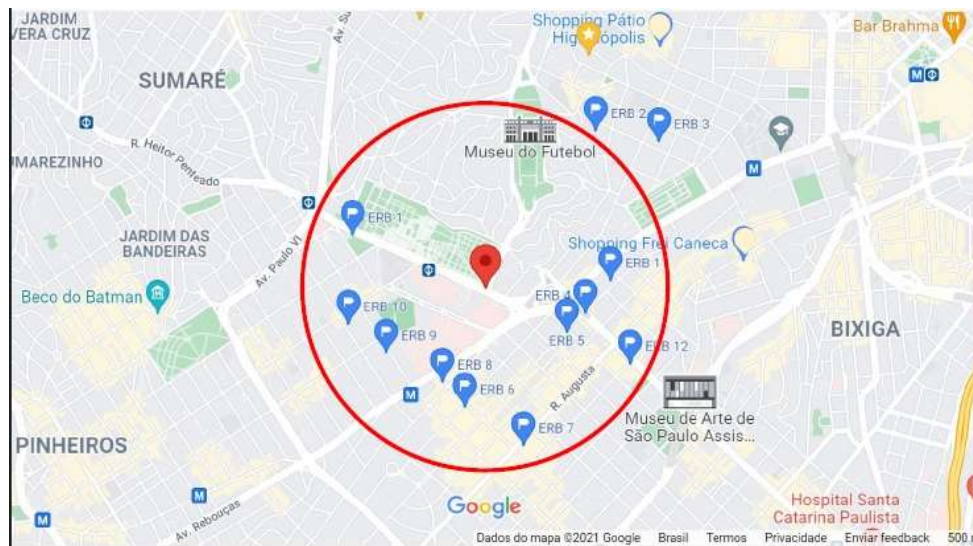 JARDIM
VERA CRUZ
Av. Su
Shopping Pátio
Higienópolis
Bar Brahma
SUMARÉ
M
ERB 2
ERB 3
UMAREZINHO
R. Heitor Penteado
Museu do Futebol
M
ERB 1
JARDIM DAS
BANDEIRAS
Av. Paulo VI
Shopping Frei Caneca
ERB 1
Beco do Batman
ERB 10
ERB 4
ERB 9
ERB 5
BIXIGA
ERB 12
ERB 8
M
ERB 6
R. Augusta
Museu de Arte de
São Paulo Assis...
ERB 7
PINHEIROS
M
Av. Rebouças
Google
Hospital Santa
Catarina Paulista
M
Dados do mapa ©2021 Google Brasil Termos Privacidade Enviar feedback 500